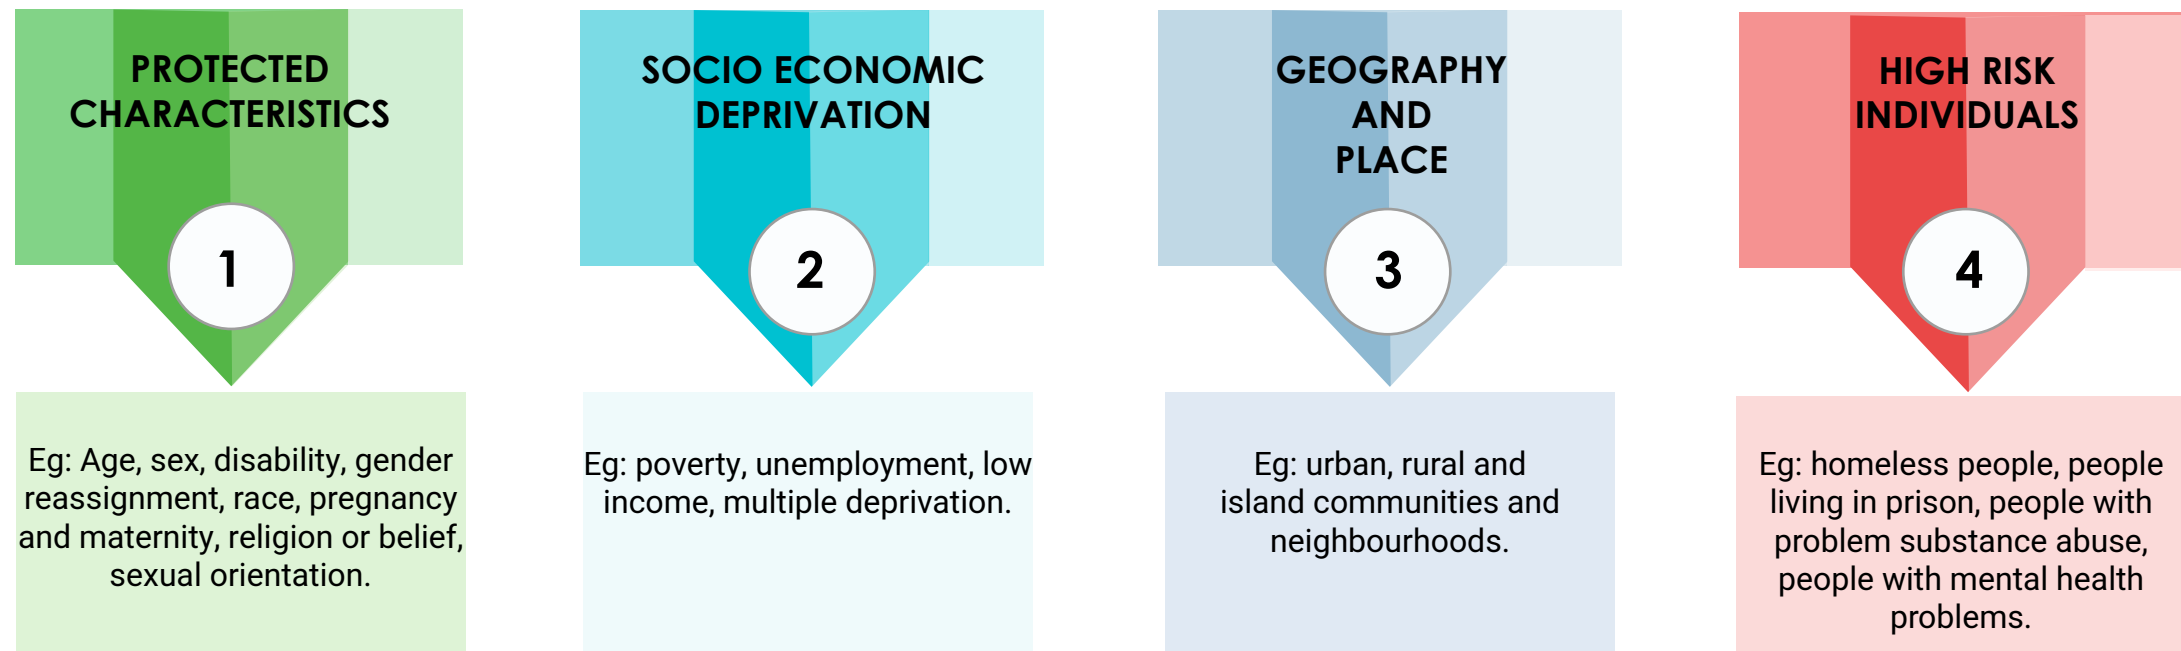 PROTECTED
CHARACTERISTICS
1
Eg: Age, sex, disability, gender
reassignment, race, pregnancy
and maternity, religion or belief,
sexual orientation.
SOCIO ECONOMIC
DEPRIVATION
2
Eg: poverty, unemployment, low
income, multiple deprivation.
GEOGRAPHY
AND
PLACE
3
Eg: urban, rural and
island communities and
neighbourhoods.
HIGH RISK
INDIVIDUALS
4
Eg: homeless people, people
living in prison, people with
problem substance abuse,
people with mental health
problems.